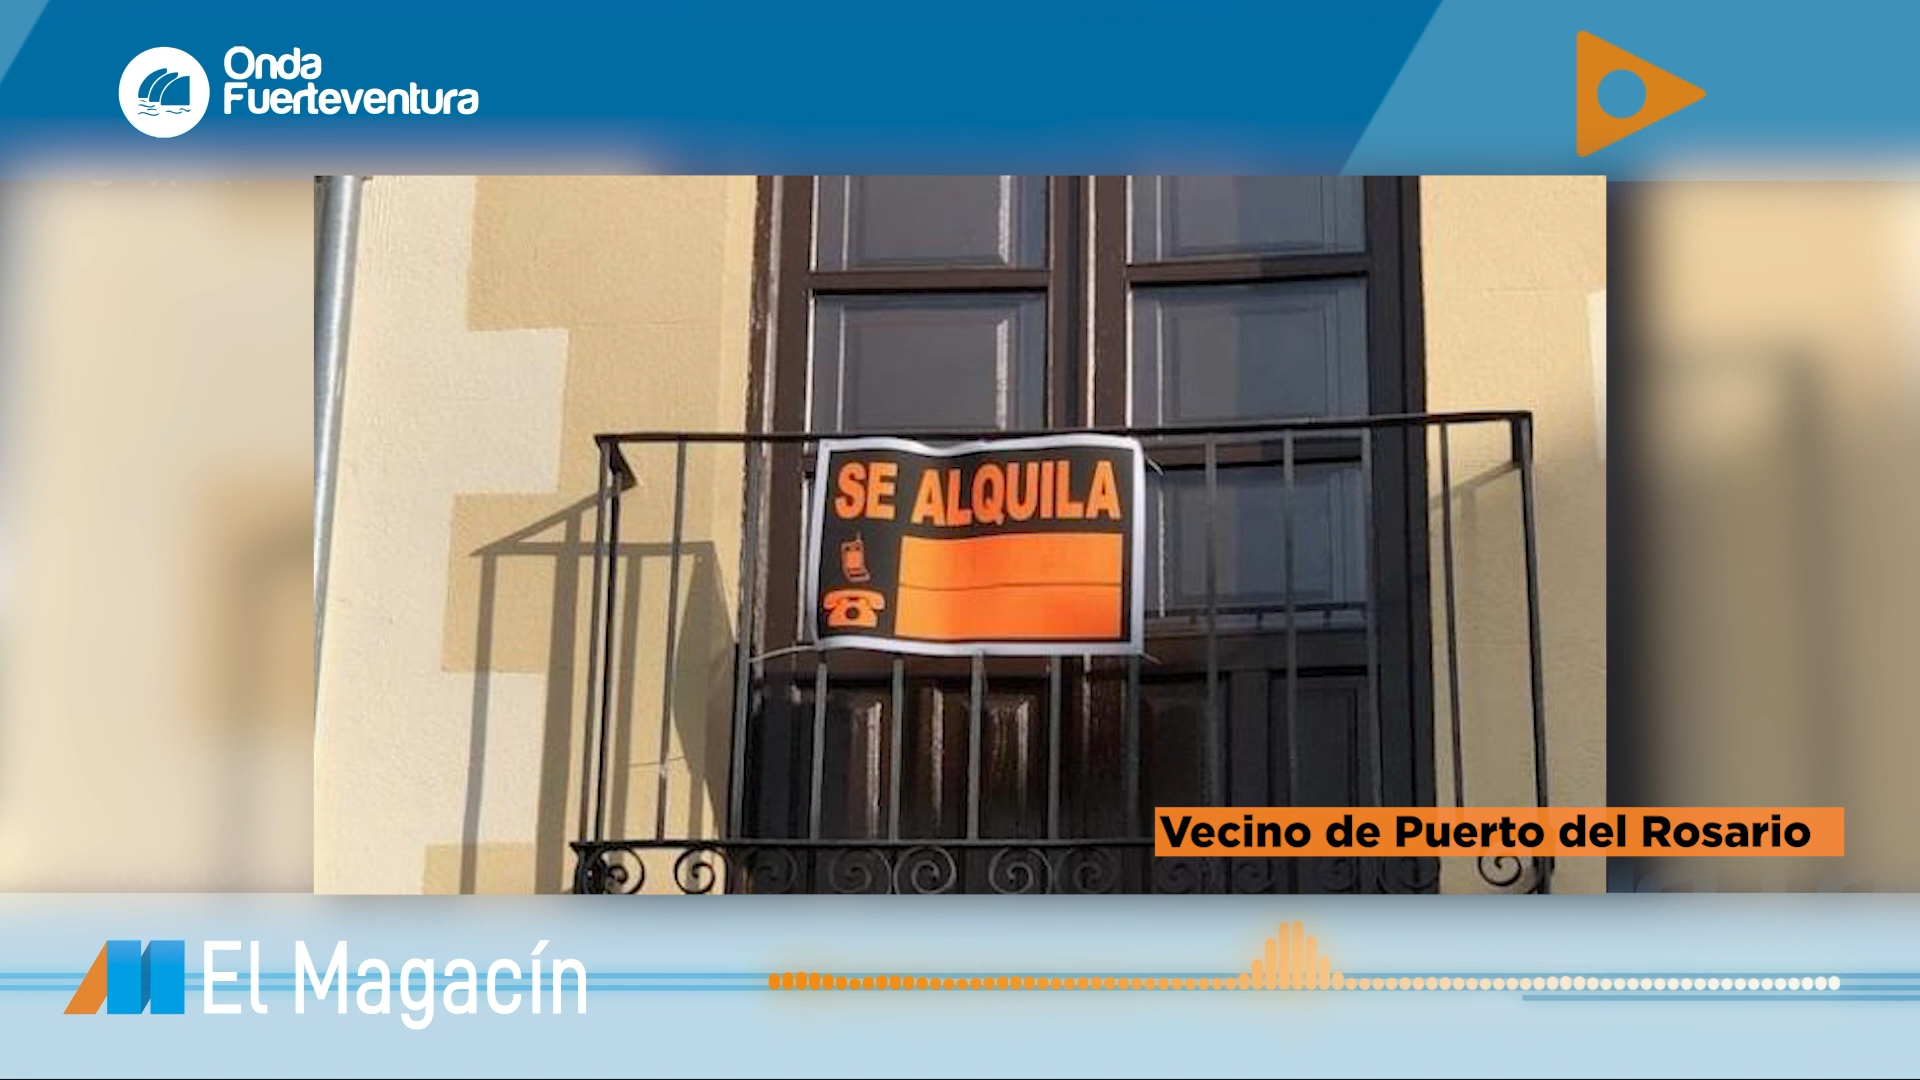 Onda
Fuerteventura
SE ALQUILA
Vecino de Puerto del Rosario
El Magacín